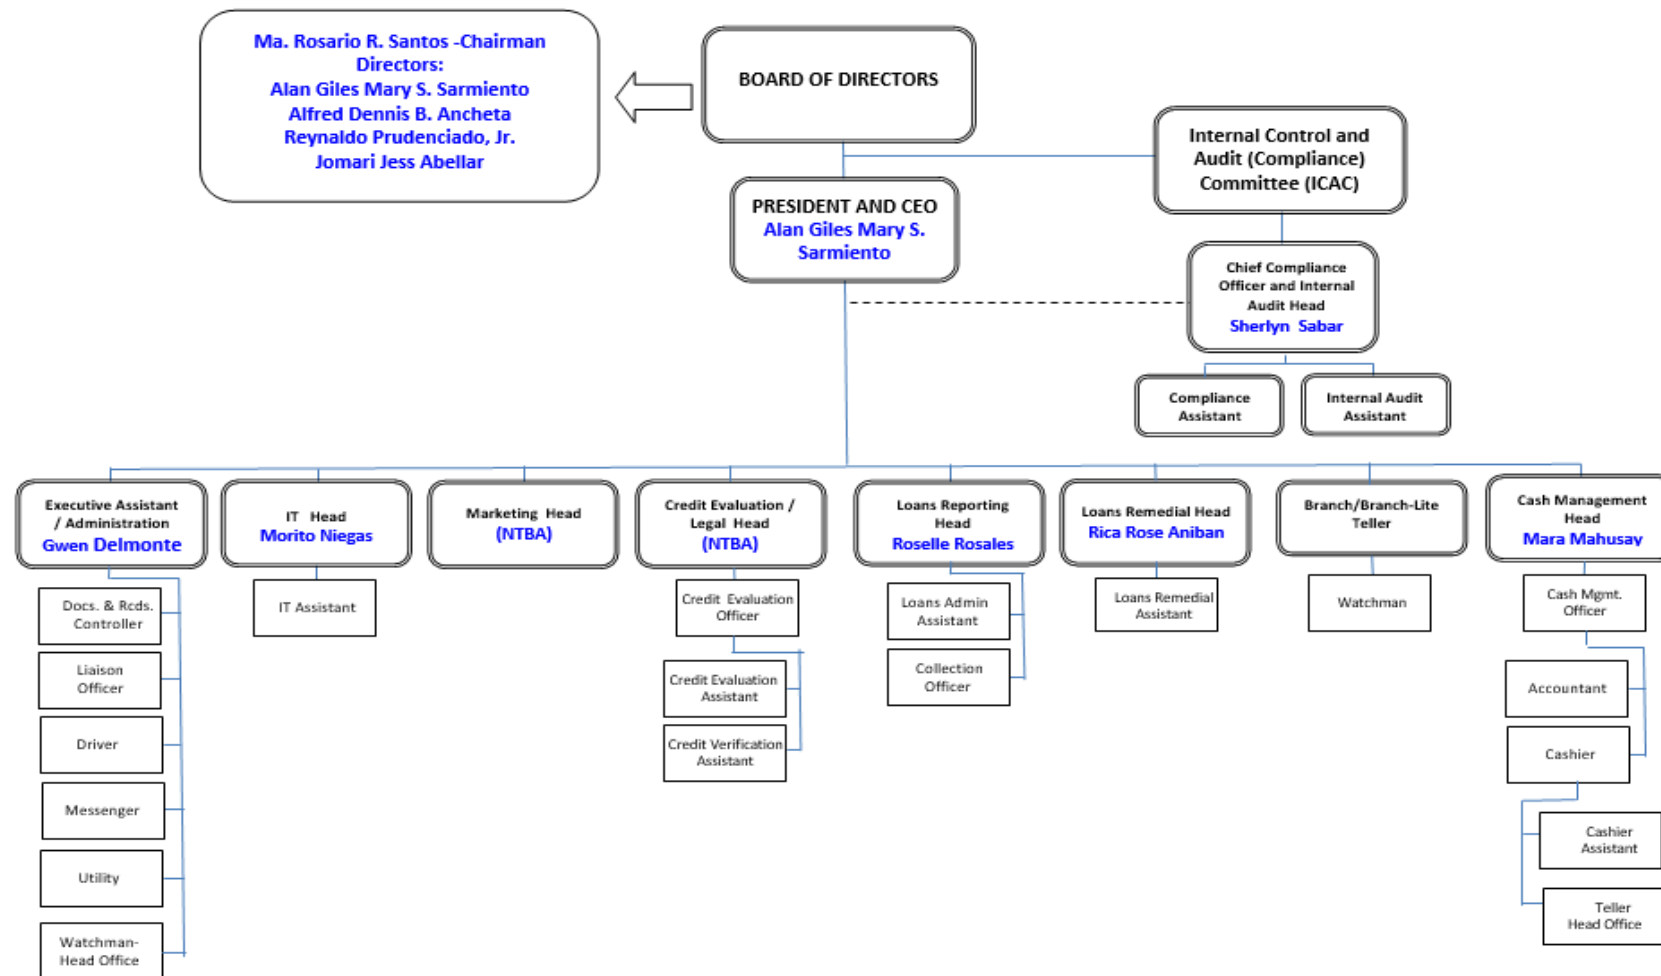 Ma. Rosario R. Santos -Chairman
Directors:
Alan Giles Mary S. Sarmiento
Alfred Dennis B. Ancheta
Reynaldo Prudenciado, Jr.
Jomari Jess Abellar
BOARD OF DIRECTORS
Internal Control and
Audit (Compliance)
Committee (ICAC)
PRESIDENT AND CEO
Alan Giles Mary S.
Sarmiento
Chief Compliance
Officer and Internal
Audit Head
Sherlyn Sabar
Compliance
Assistant
Internal Audit
Assistant
Executive Assistant
/ Administration
Gwen Delmonte
IT Head
Morito Niegas
Marketing Head
(NTBA)
Credit Evaluation /
Legal Head
(NTBA)
Loans Reporting
Head
Roselle Rosales
Loans Remedial Head
Rica Rose Aniban
Branch/Branch-Lite
Teller
Cash Management
Head
Mara Mahusay
Docs. & Rcds.
Controller
Liaison
Officer
Driver
Messenger
Utility
Watchman-
Head Office
IT Assistant
Credit Evaluation
Officer
Credit Evaluation
Assistant
Credit Verification
Assistant
Loans Admin
Assistant
Collection
Officer
Loans Remedial
Assistant
Watchman
Cash Mgmt.
Officer
Accountant
Cashier
Cashier
Assistant
Teller
Head Office